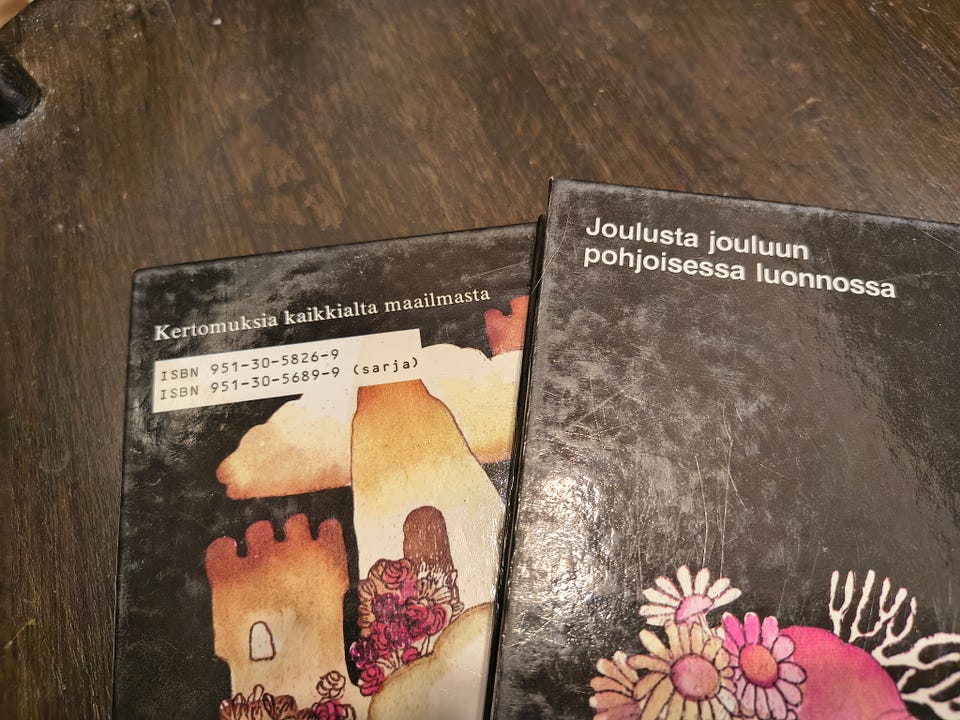 Kertomuksia kaikkialta maailmasta
ISBN 951-30-5826-9
ISBN 951-30-5689-9 (sarja)
Joulusta jouluun
pohjoisessa luonnossa